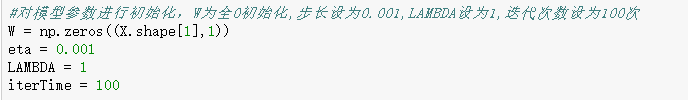 #对模型参数进行初始化，W为全0初始化,步长设为0.001,LAMBDA设为1,迭代次数设为100次
W = np.zeros((X.shape[1],1))
eta = 0.001
LAMBDA = 1
iterTime = 100